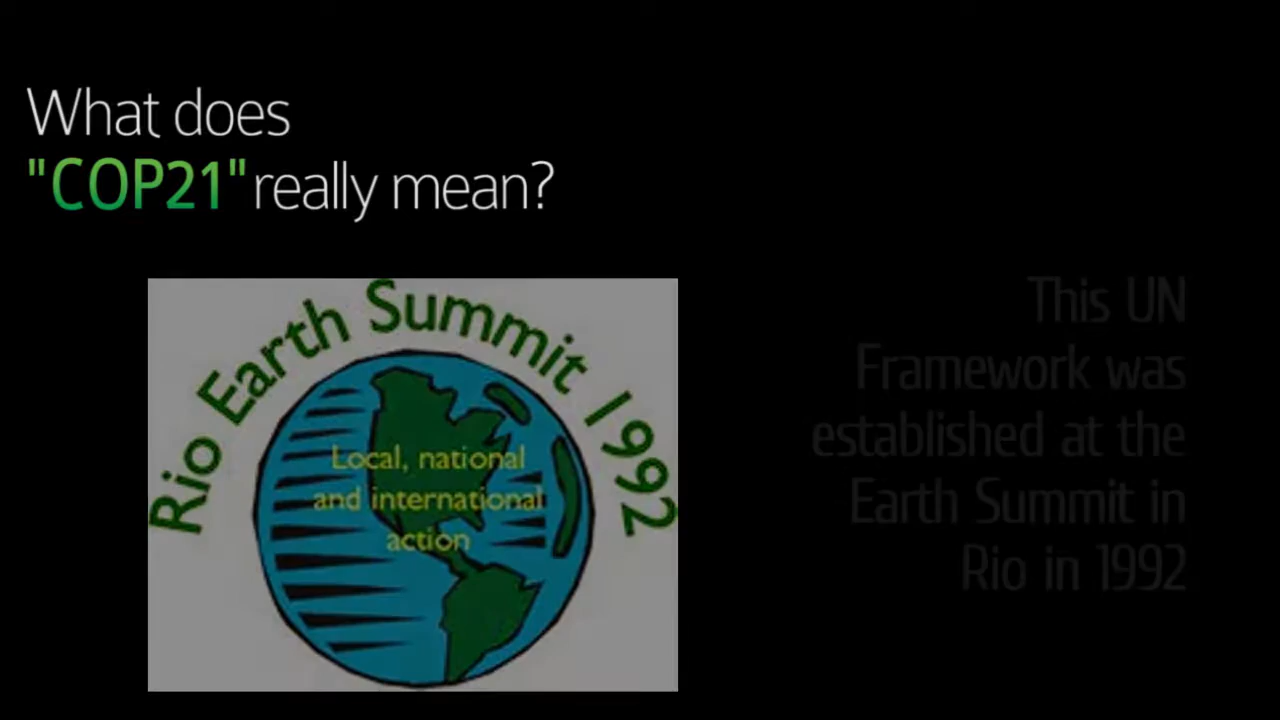 What does
"COP21" really mean?
Rio Earth Summit 1992
Local, national
and international
action
This UN
Framework was
established at the
Earth Summit in
Rio in 1992